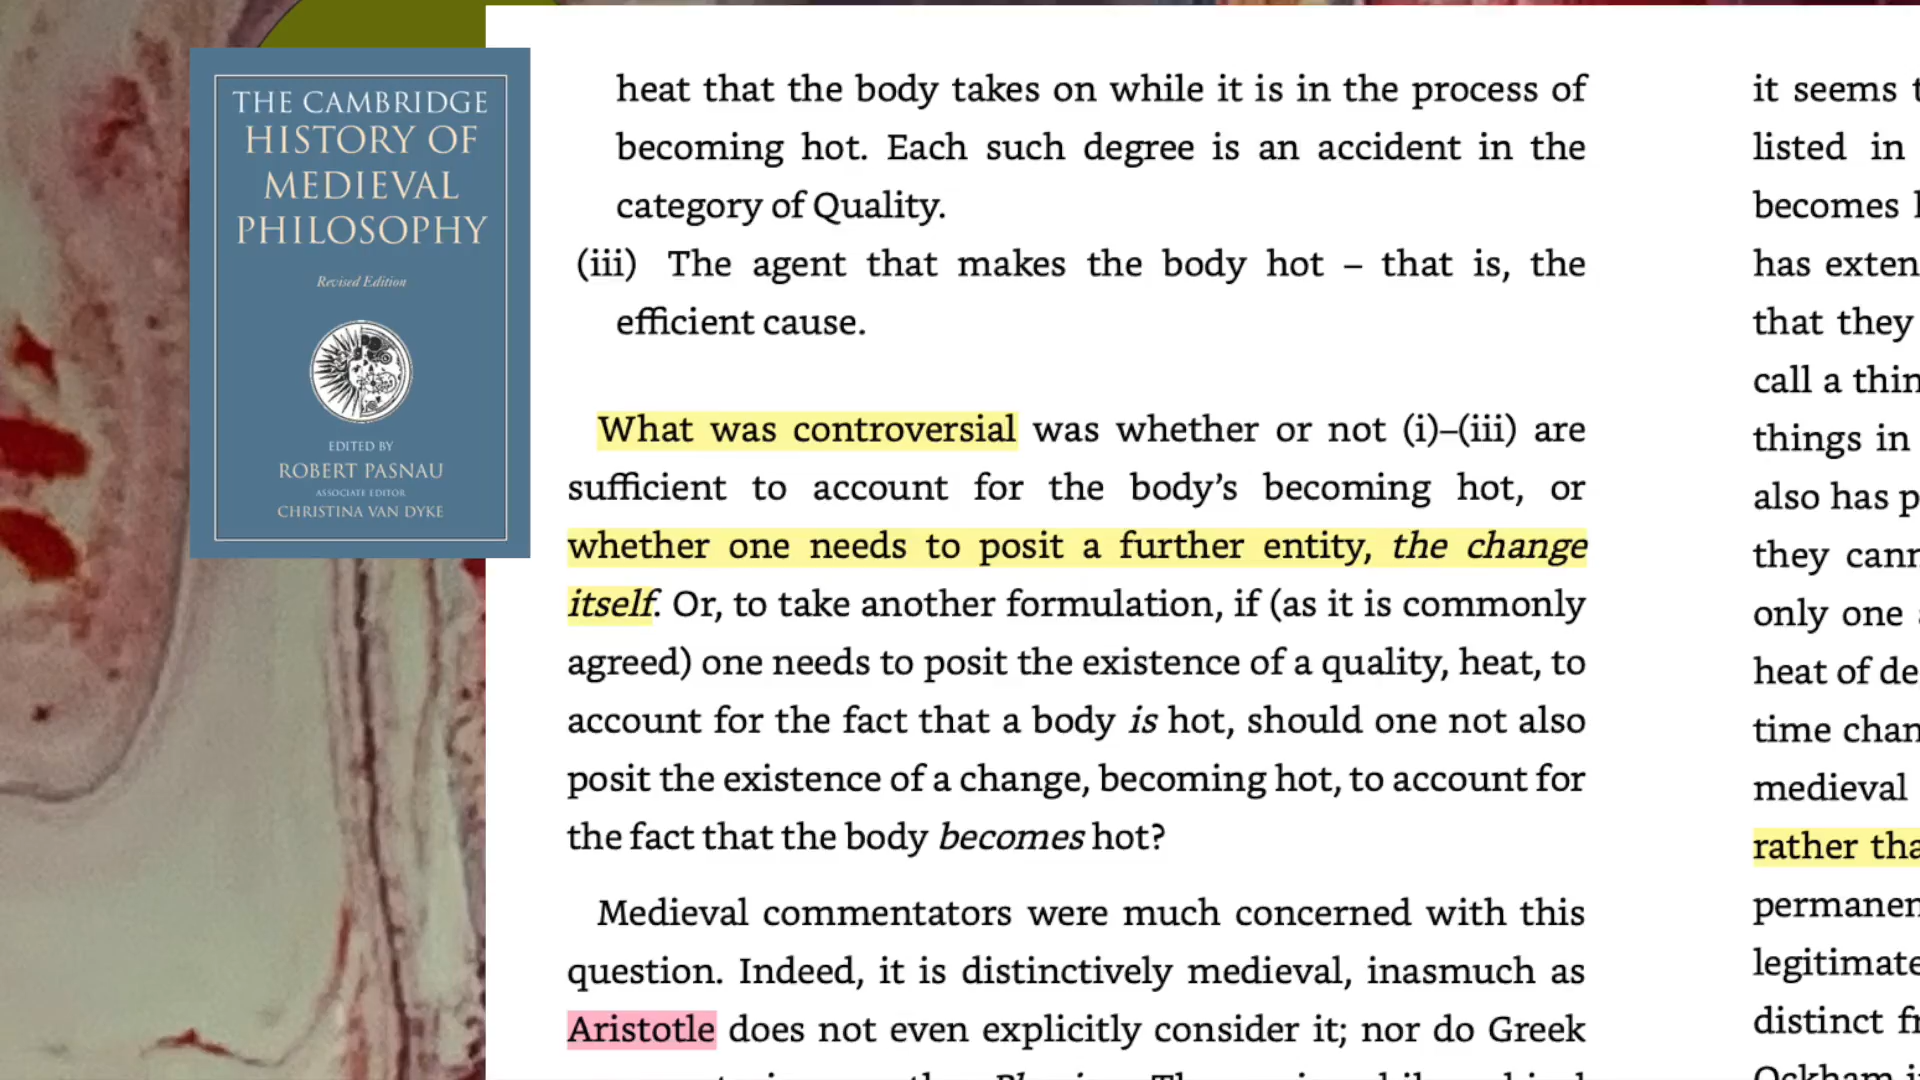 THE CAMBRIDGE
HISTORY OF
MEDIEVAL
PHILOSOPHY
Revised Edition
EDITED BY
ROBERT PASNAU
ASSOCIATE EDITOR
CHRISTINA VAN DYKE
heat that the body takes on while it is in the process of
becoming hot. Each such degree is an accident in the
category of Quality.
(iii) The agent that makes the body hot – that is, the
efficient cause.
What was controversial was whether or not (i)–(iii) are
sufficient to account for the body’s becoming hot, or
whether one needs to posit a further entity, the change
itself. Or, to take another formulation, if (as it is commonly
agreed) one needs to posit the existence of a quality, heat, to
account for the fact that a body is hot, should one not also
posit the existence of a change, becoming hot, to account for
the fact that the body becomes hot?
Medieval commentators were much concerned with this
question. Indeed, it is distinctively medieval, inasmuch as
Aristotle does not even explicitly consider it; nor do Greek
it seems
listed in
becomes
has
that they
call a
things in
also has
they
only one
heat of
time
medieval
rather

distinct